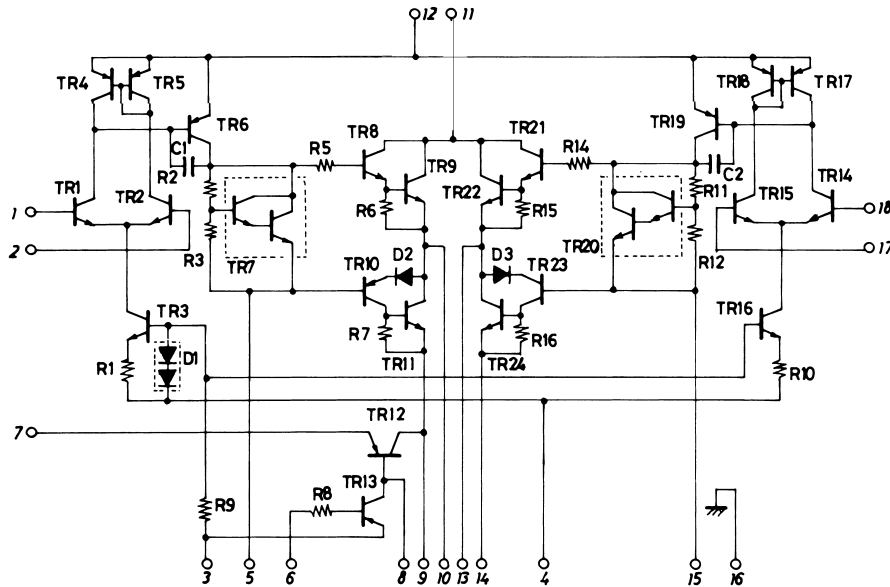 12 11
TR4 TR5 TR18 TR17
TR6 TR19
C1 TR8 TR21
R2 R5 R14 C2
TR9
TR1 TR2 R6 TR22 R15 R11 TR15 TR14
1 18
2 17
R3 TR7 D2 D3 TR20 R12
TR10 TR23
TR3 R7 R16 TR16
R1 D1 TR11 TR24 R10
TR12
7
R9 R8 TR13
3 5 6 8 9 10 13 14 4 15 16